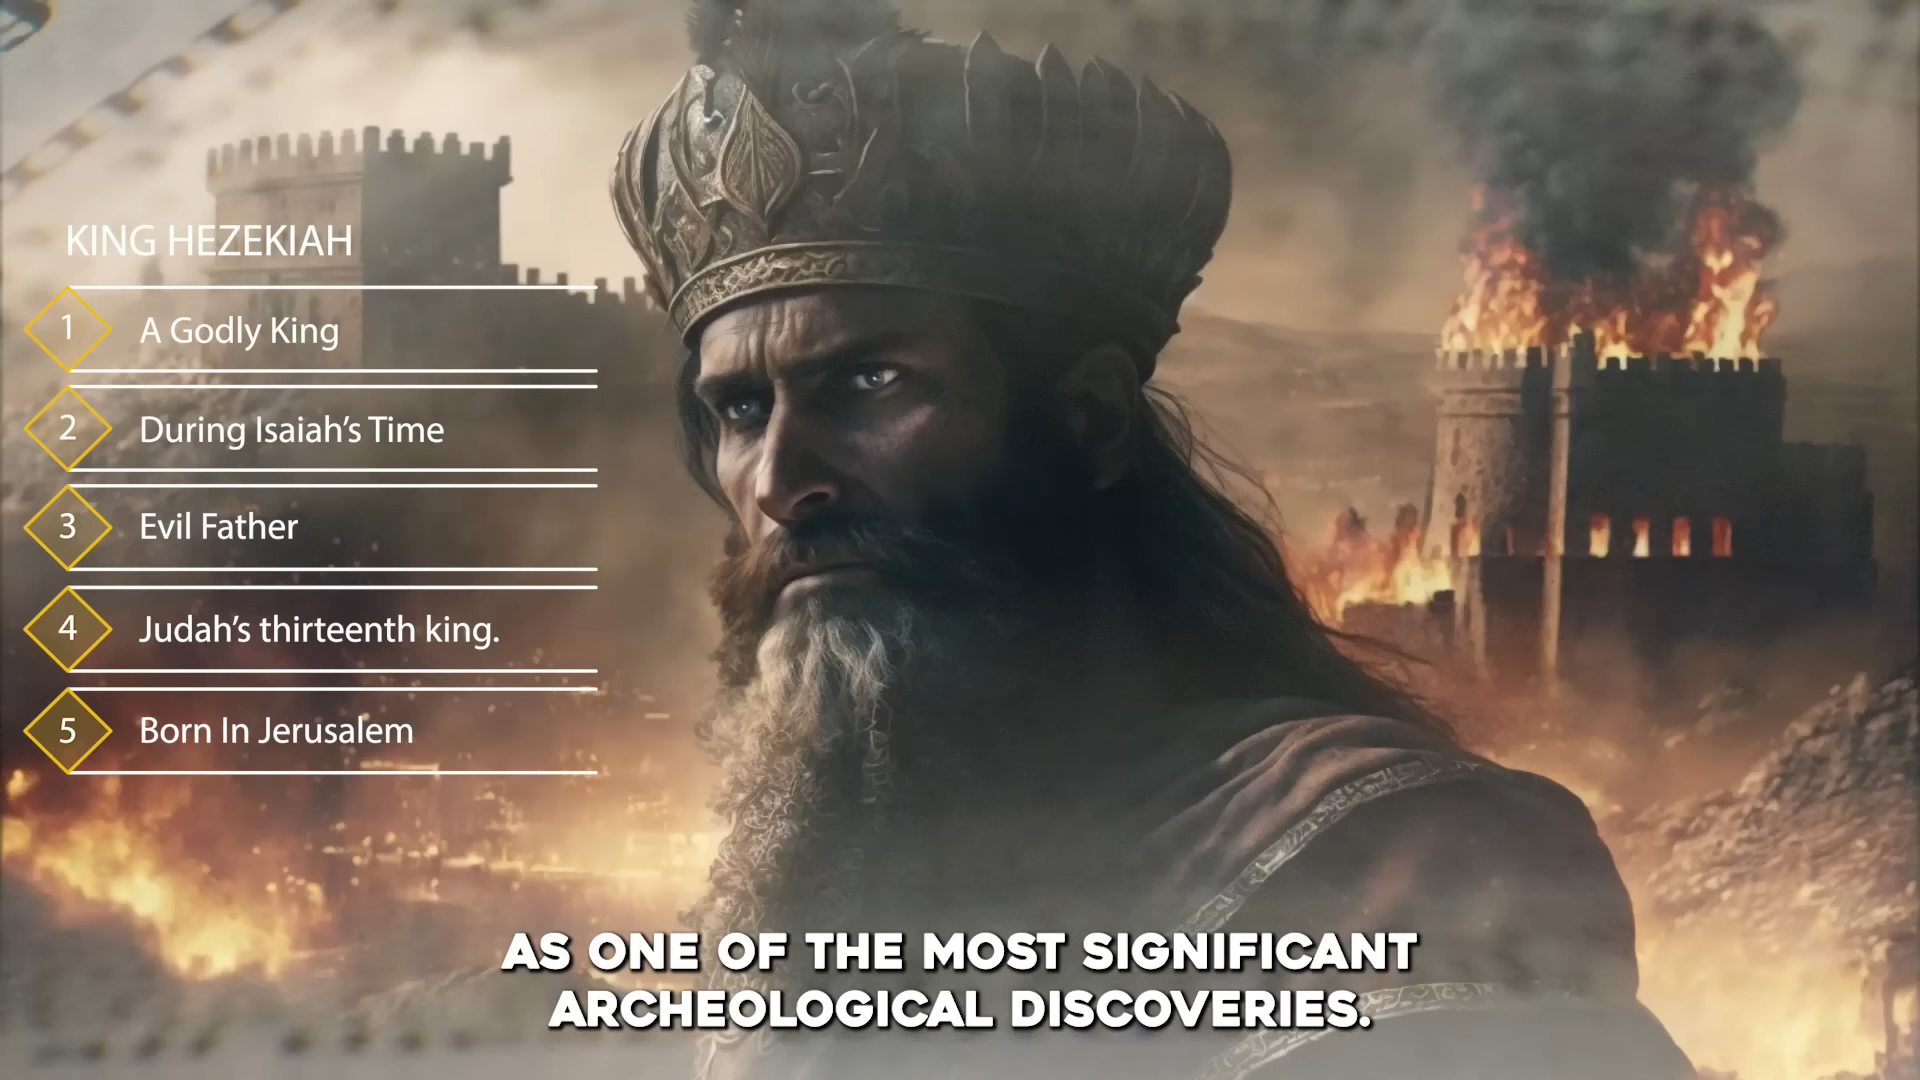 KING HEZEKIAH
1 A Godly King
2 During Isaiah's Time
3 Evil Father
4 Judah's thirteenth king.
5 Born In Jerusalem
AS ONE OF THE MOST SIGNIFICANT
ARCHEOLOGICAL DISCOVERIES.